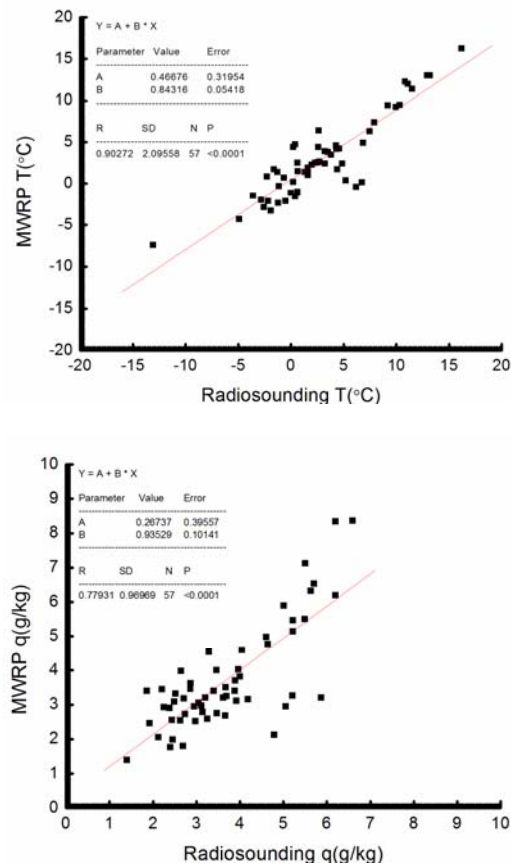 20
15
10
5
0
-5
-10
-15
-20
MWRP T(°C)
Y = A + B * X
Parameter Value Error
A 0.46676 0.31954
B 0.84316 0.05418
R SD N P
0.90272 2.09558 57 <0.0001
-20 -15 -10 -5 0 5 10 15 20
Radiosounding T(°C)
10
9
8
7
6
5
4
3
2
1
0
MWRP q(g/kg)
Y = A + B * X
Parameter Value Error
A 0.26737 0.39557
B 0.93529 0.10141
R SD N P
0.77931 0.96969 57 <0.0001
0 1 2 3 4 5 6 7 8 9 10
Radiosounding q(g/kg)